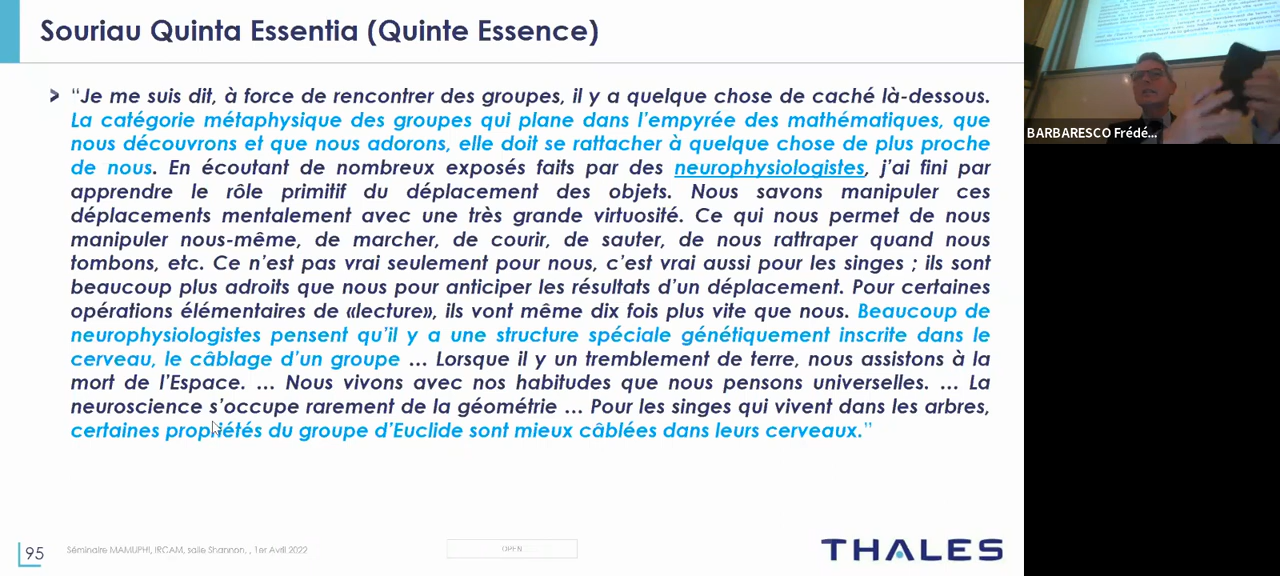 Souriau Quinta Essentia (Quinte Essence)
“Je me suis dit, à force de rencontrer des groupes, il y a quelque chose de caché là-dessous.
La catégorie métaphysique des groupes qui plane dans l’empyrée des mathématiques, que
nous découvrons et que nous adorons, elle doit se rattacher à quelque chose de plus proche
de nous. En écoutant de nombreux exposés faits par des neurophysiologistes, j’ai fini par
apprendre le rôle primitif du déplacement des objets. Nous savons manipuler ces
déplacements mentalement avec une très grande virtuosité. Ce qui nous permet de nous
manipuler nous-même, de marcher, de courir, de sauter, de nous rattraper quand nous
tombons, etc. Ce n’est pas vrai seulement pour nous, c’est vrai aussi pour les singes ; ils sont
beaucoup plus adroits que nous pour anticiper les résultats d’un déplacement. Pour certaines
opérations élémentaires de «lecture», ils vont même dix fois plus vite que nous. Beaucoup de
neurophysiologistes pensent qu’il y a une structure spéciale génétiquement inscrite dans le
cerveau, le câblage d’un groupe … Lorsque il y un tremblement de terre, nous assistons à la
mort de l’Espace. … Nous vivons avec nos habitudes que nous pensons universelles. … La
neuroscience s’occupe rarement de la géométrie … Pour les singes qui vivent dans les arbres,
certaines propriétés du groupe d’Euclide sont mieux câblées dans leurs cerveaux.”
95
Séminaire MAMUPHI, IRCAM, salle Shannon, , 1er Avril 2022
OPEN
THALES
BARBARESCO Frédé...